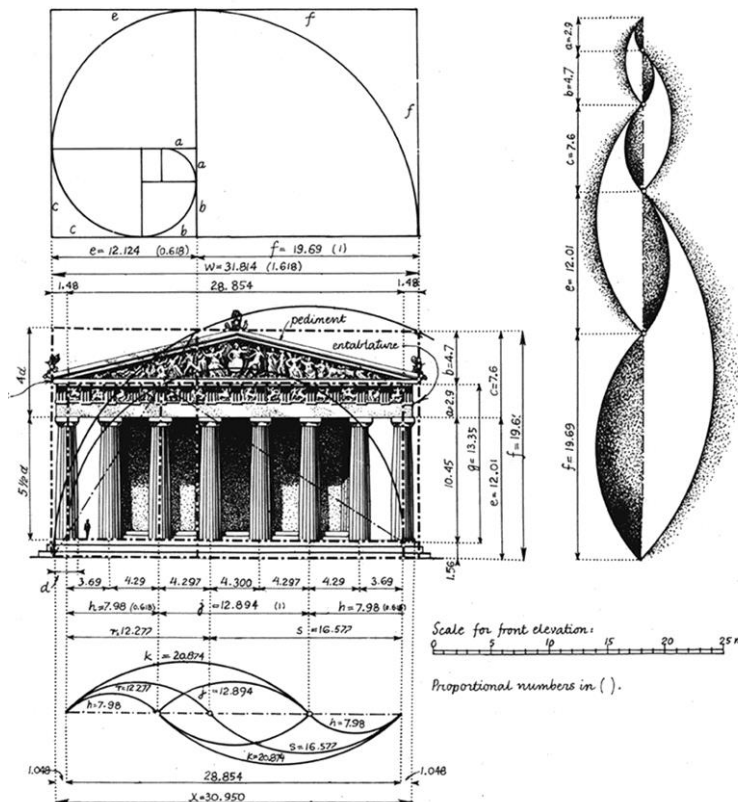 e f
f
a
a
c b
c b
e = 12.124 (0.618) f = 19.69 (1)
W = 31.814 (1.618)
1.48 28.854 1.48
pediment
entablature
4d
5½d
b=4.7
a=2.9
c=7.6
10.45
g = 13.35
e = 12.01
f = 19.6
1.56
d
3.69 4.29 4.297 4.300 4.297 4.29 3.69
h=7.98 (0.618) j = 12.894 (1) h=7.98
r=12.277 s = 16.577
k = 20.874
r=12.277 j = 12.894
h=7.98 h=7.98
s=16.577
k=20.874
1.048 28.854 1.048
X = 30.950
a=2.9
b=4.7
c=7.6
e = 12.01
f = 19.69
Scale for front elevation:
0 5 10 15 20 25
Proportional numbers in ( ).